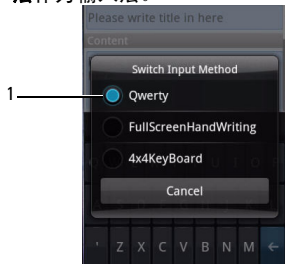 Please write title in here
Content
Switch Input Method
1
Qwerty
FullScreenHandWriting
4x4KeyBoard
Cancel
' Z X C V B N M ←